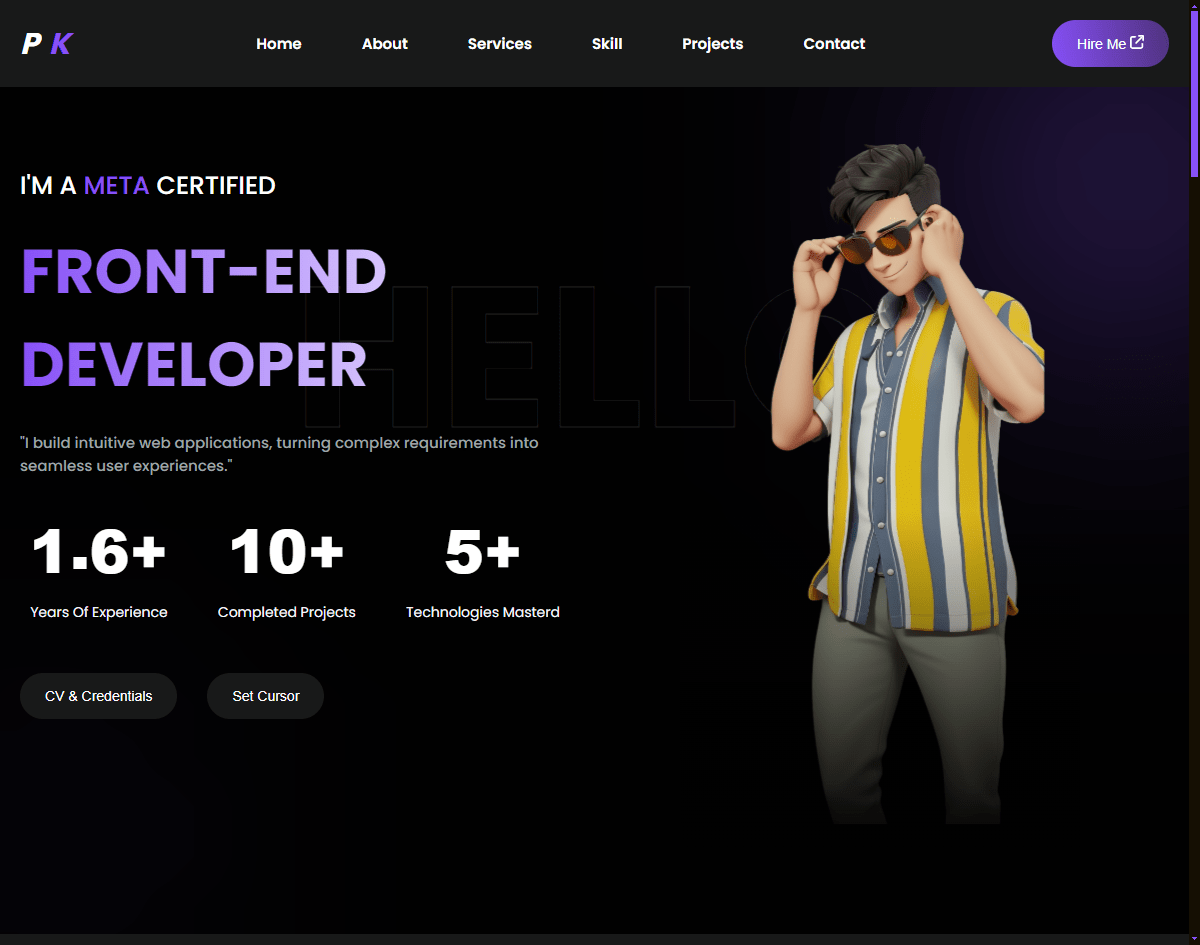 P K
Home About Services Skill Projects Contact
Hire Me
I'M A META CERTIFIED
FRONT-END
DEVELOPER
HELLO
"I build intuitive web applications, turning complex requirements into
seamless user experiences."
1.6+ 10+ 5+
Years Of Experience Completed Projects Technologies Masterd
CV & Credentials Set Cursor